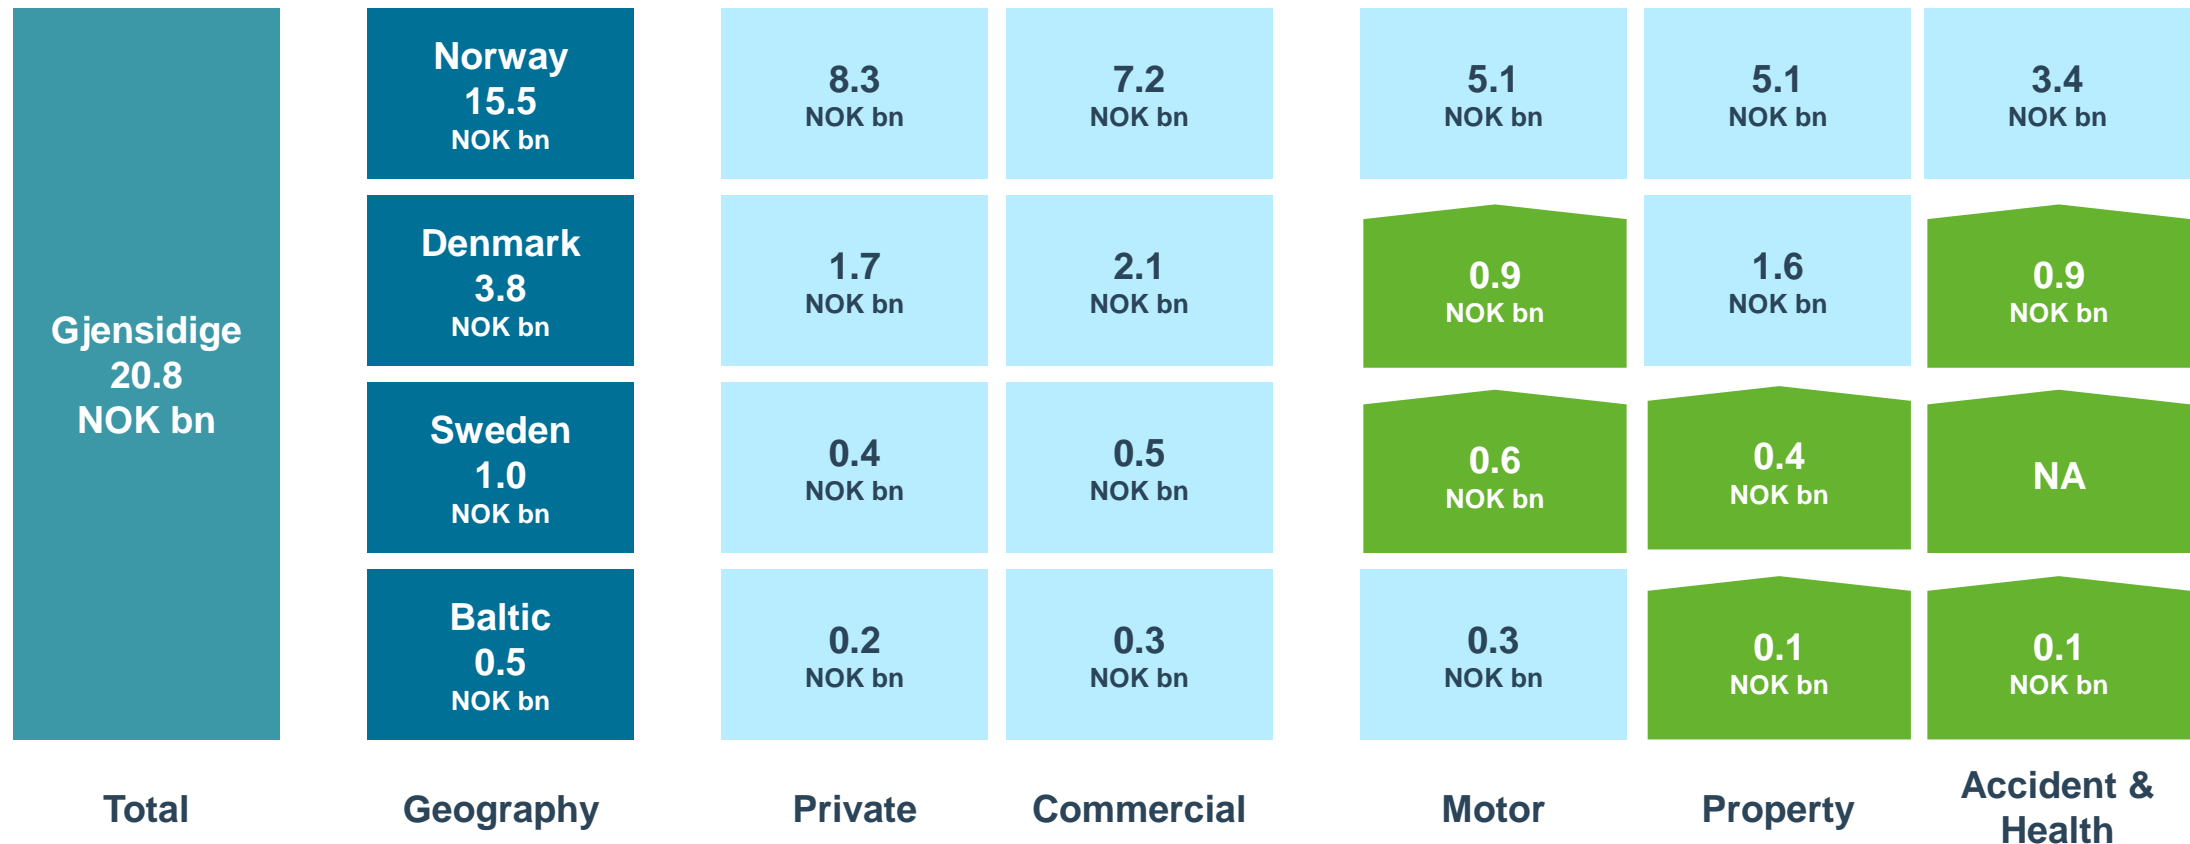 Gjensidige
20.8
NOK bn
Norway
15.5
NOK bn
8.3
NOK bn
7.2
NOK bn
5.1
NOK bn
5.1
NOK bn
3.4
NOK bn
Denmark
3.8
NOK bn
1.7
NOK bn
2.1
NOK bn
0.9
NOK bn
1.6
NOK bn
0.9
NOK bn
Sweden
1.0
NOK bn
0.4
NOK bn
0.5
NOK bn
0.6
NOK bn
0.4
NOK bn
NA
Baltic
0.5
NOK bn
0.2
NOK bn
0.3
NOK bn
0.3
NOK bn
0.1
NOK bn
0.1
NOK bn
Total
Geography
Private
Commercial
Motor
Property
Accident &
Health